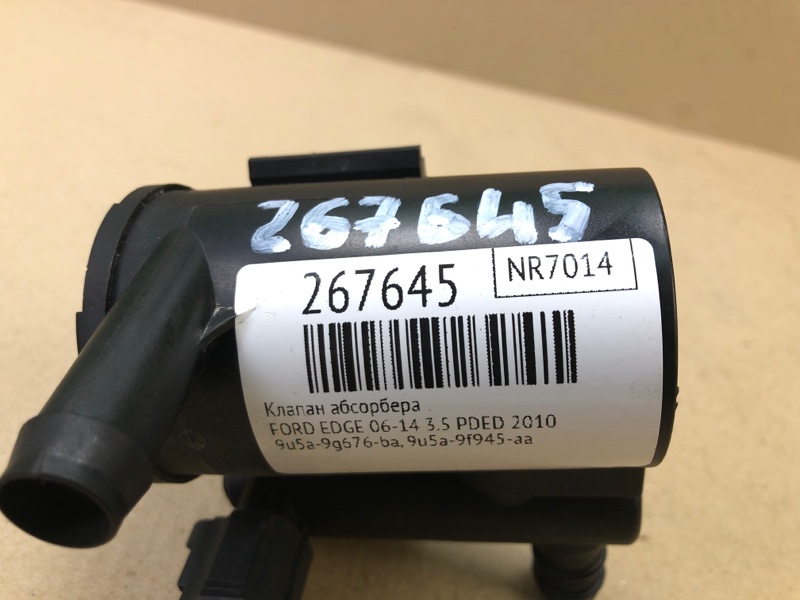 267645
267645
NR7014
Клапан абсорбера
FORD EDGE 06-14 3.5 PDED 2010
9u5a-9g676-ba, 9u5a-9f945-aa